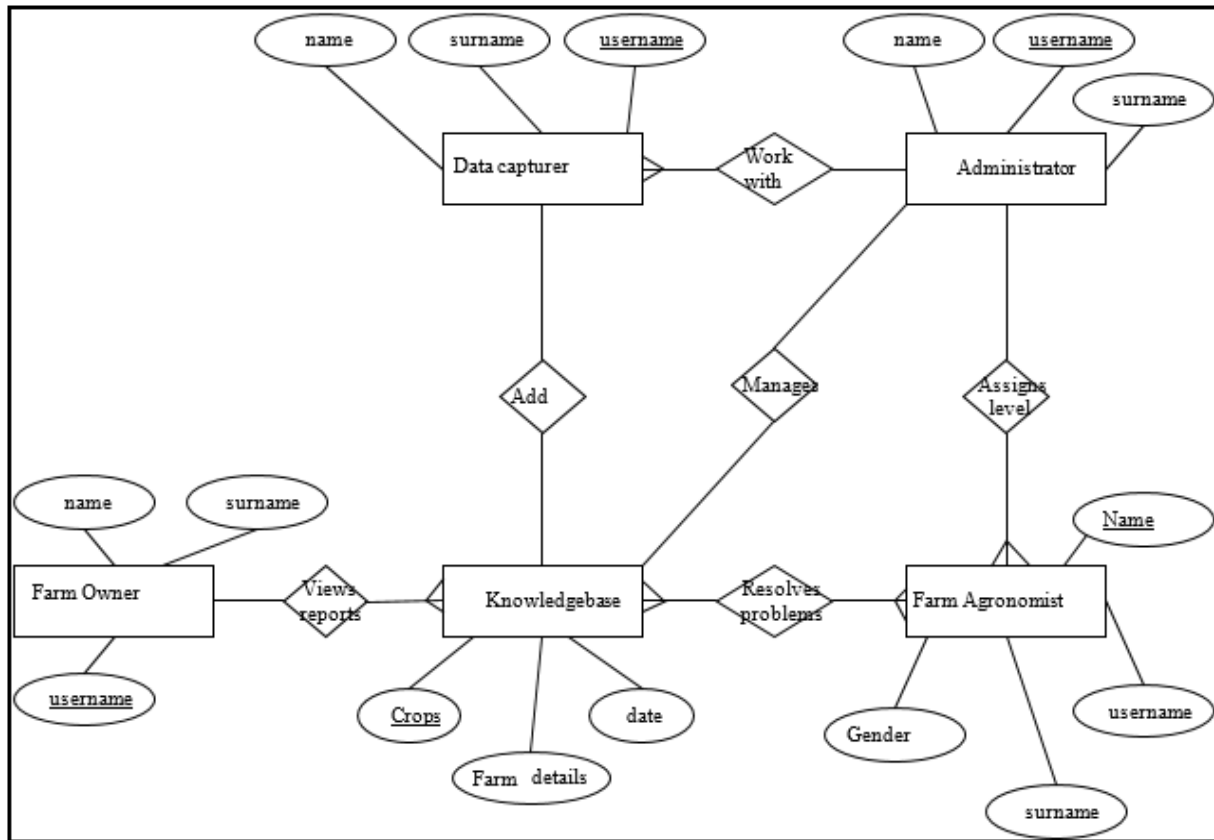 name
surname
username
name
username
surname
Data capturer
Work
with
Administrator
Add
Manages
Assigns
level
name
surname
Name
Farm Owner
Views
reports
Knowledgebase
Resolves
problems
Farm Agronomist
username
Crops
date
Gender
username
Farm details
surname